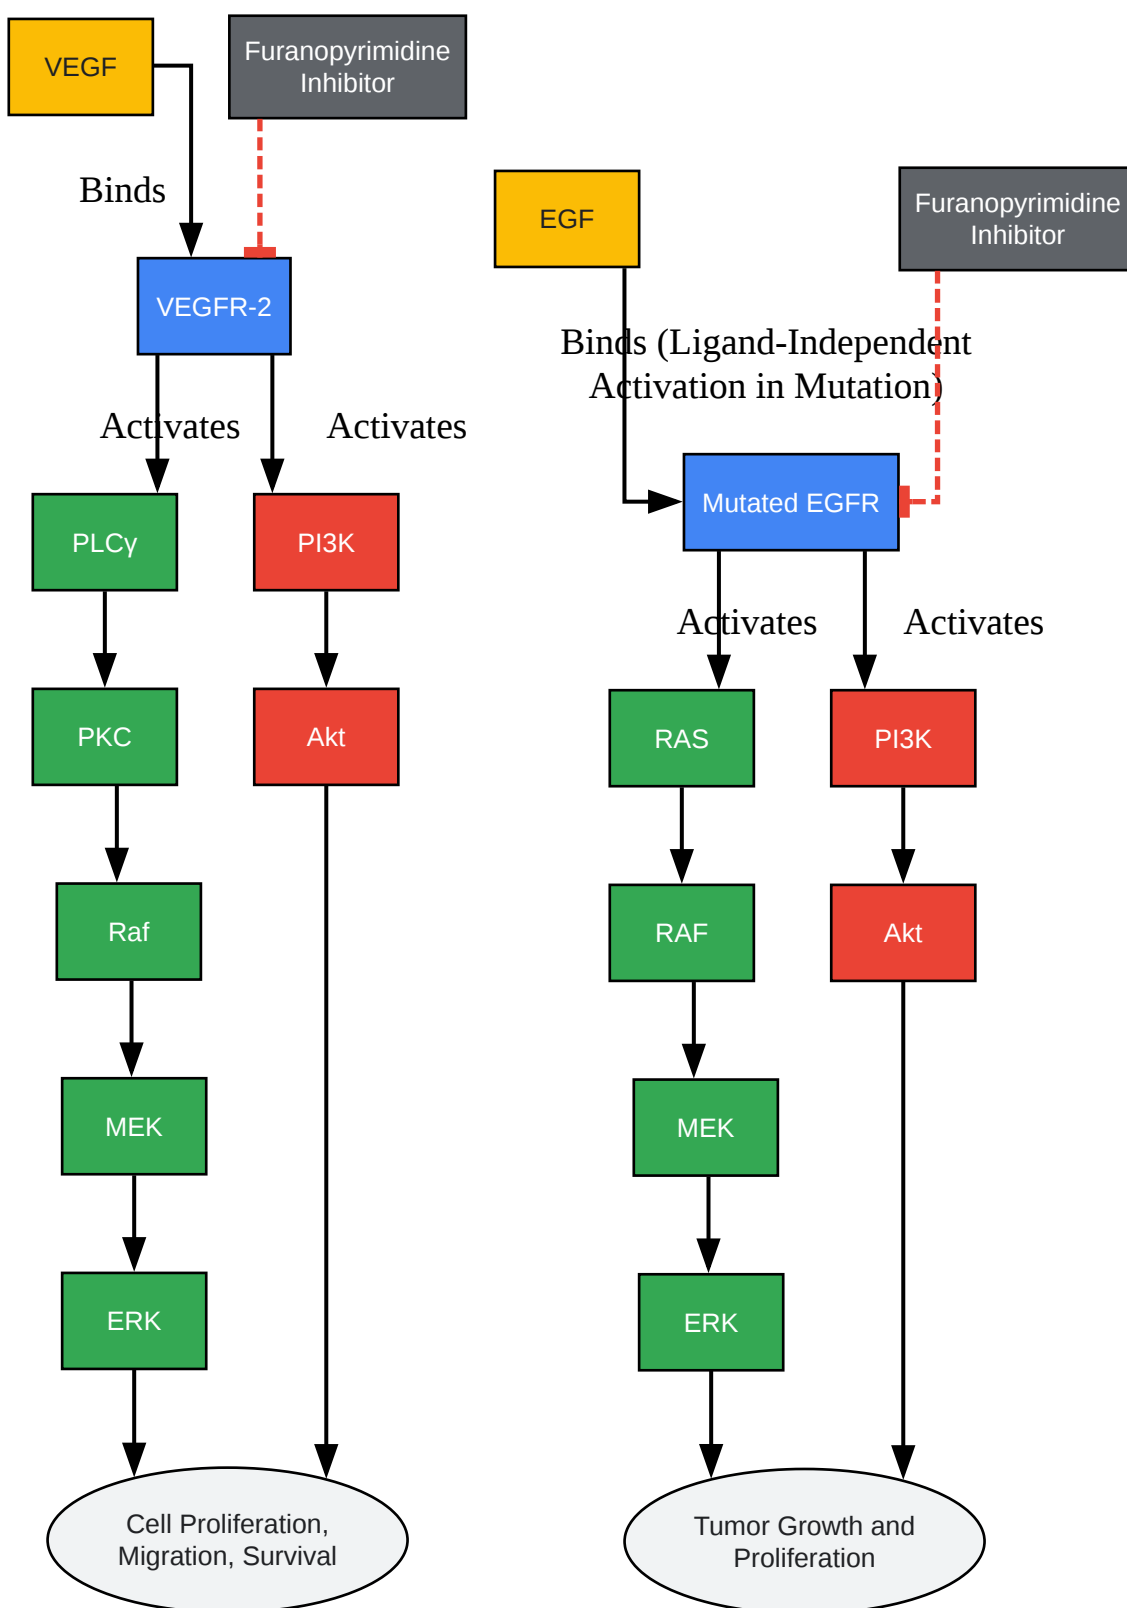 VEGF
Furanopyrimidine
Inhibitor
Binds
VEGFR-2
Activates
Activates
PLCγ
PI3K
PKC
Akt
Raf
MEK
ERK
Cell Proliferation,
Migration, Survival
EGF
Furanopyrimidine
Inhibitor
Binds (Ligand-Independent
Activation in Mutation)
Mutated EGFR
Activates
Activates
RAS
PI3K
RAF
Akt
MEK
ERK
Tumor Growth and
Proliferation